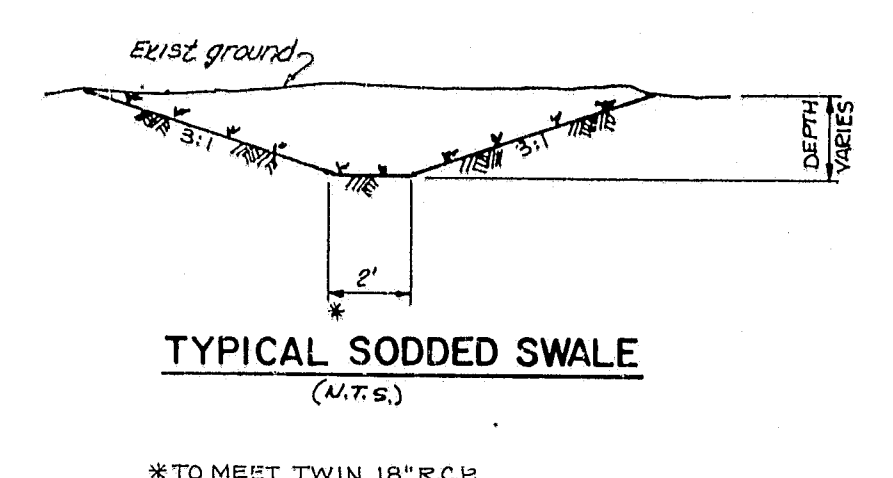 Exist ground
3:1
3:1
DEPTH
VARIES
2'
*
TYPICAL SODDED SWALE
(N.T.S.)
*TO MEET TWIN 18" R.C.P.